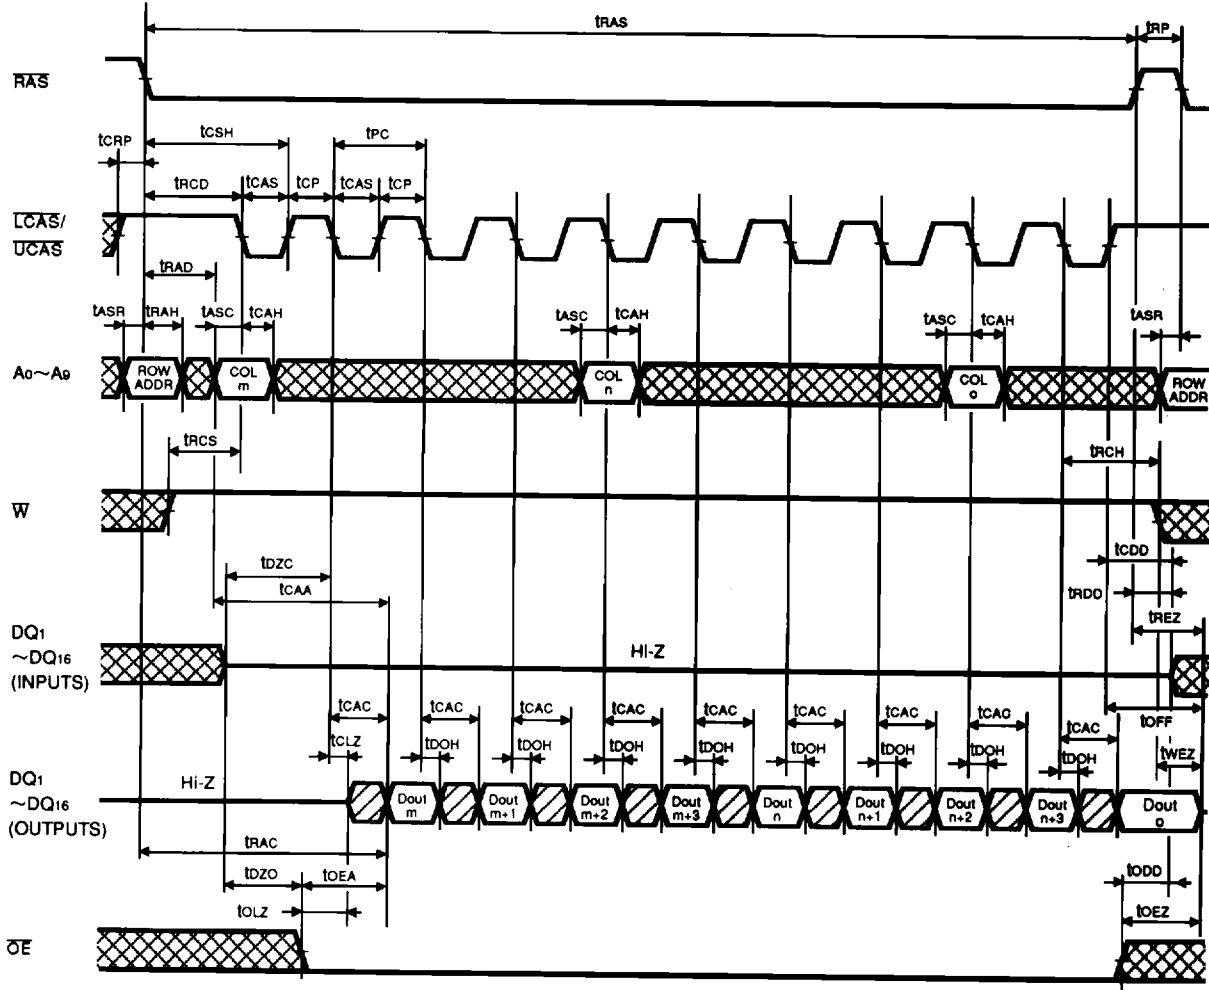 tRAS
tRP
RAS
tCSH
tPC
tCRP
tRCD
tCAS
tCP
tCAS
tCP
LCAS/
UCAS
tRAD
tASR
tRAH
tASC
tCAH
tASC
tCAH
tASC
tCAH
tASR
A0～A9
ROW
ADDR
COL
m
COL
n
COL
o
ROW
ADDR
tRCS
tRCH
W
tCDD
tDZC
tCAA
tRDD
tREZ
DQ1
～DQ16
(INPUTS)
HI-Z
tCAC
tCAC
tCAC
tCAC
tCAC
tCAC
tCAC
tCAC
tCAC
tOFF
tCLZ
tDOH
tDOH
tDOH
tDOH
tDOH
tDOH
tDOH
tDOH
tWEZ
DQ1
～DQ16
(OUTPUTS)
Hi-Z
Dout
m
Dout
m+1
Dout
m+2
Dout
m+3
Dout
n
Dout
n+1
Dout
n+2
Dout
n+3
Dout
o
tRAC
tDZO
tOEA
tODD
tOLZ
tOEZ
OE